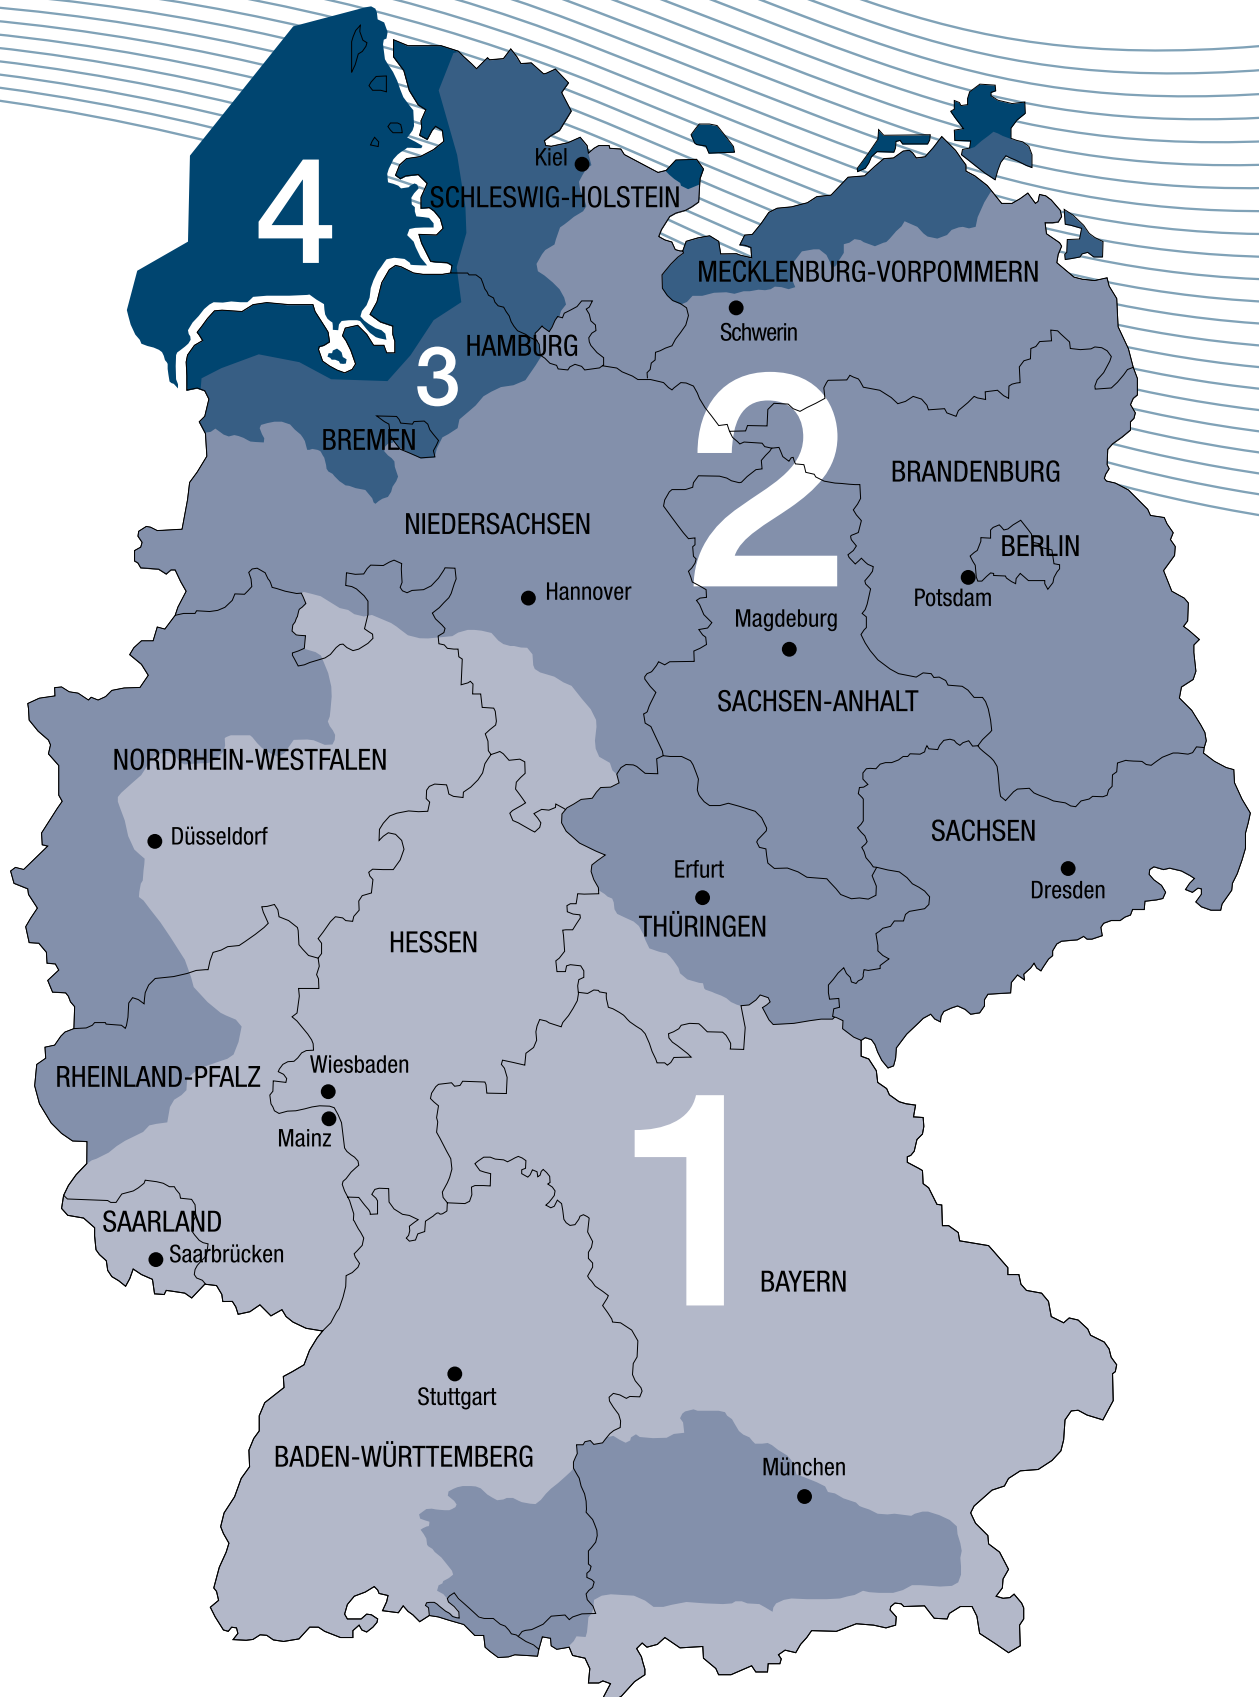 4
Kiel
SCHLESWIG-HOLSTEIN
MECKLENBURG-VORPOMMERN
Schwerin
HAMBURG
3
2
BREMEN
BRANDENBURG
NIEDERSACHSEN
BERLIN
Hannover
Potsdam
Magdeburg
SACHSEN-ANHALT
NORDRHEIN-WESTFALEN
Düsseldorf
SACHSEN
Erfurt
Dresden
THÜRINGEN
HESSEN
Wiesbaden
RHEINLAND-PFALZ
Mainz
1
SAARLAND
Saarbrücken
BAYERN
Stuttgart
BADEN-WÜRTTEMBERG
München